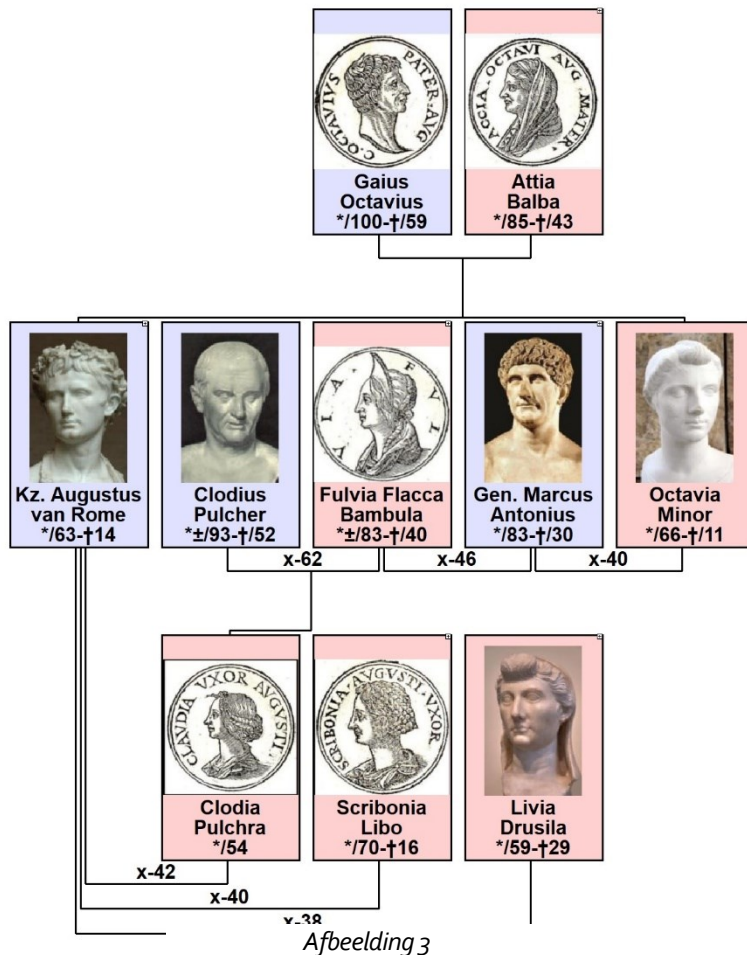 C·OCTAVIVS PATER·AVG
ACCIA·OCTAVI AVG MATER·
Gaius
Octavius
*/100-†/59
Attia
Balba
*/85-†/43
FVL VIA
Kz. Augustus
van Rome
*/63-†14
Clodius
Pulcher
*±/93-†/52
Fulvia Flacca
Bambula
*±/83-†/40
Gen. Marcus
Antonius
*/83-†/30
Octavia
Minor
*/66-†/11
x-62
x-46
x-40
CLAVDIA VXOR AVGVSTI·
SCRIBONIA·AVGVSTI·VXOR
Clodia
Pulchra
*/54
Scribonia
Libo
*/70-†16
Livia
Drusila
*/59-†29
x-42
x-40
x-38
Afbeelding 3